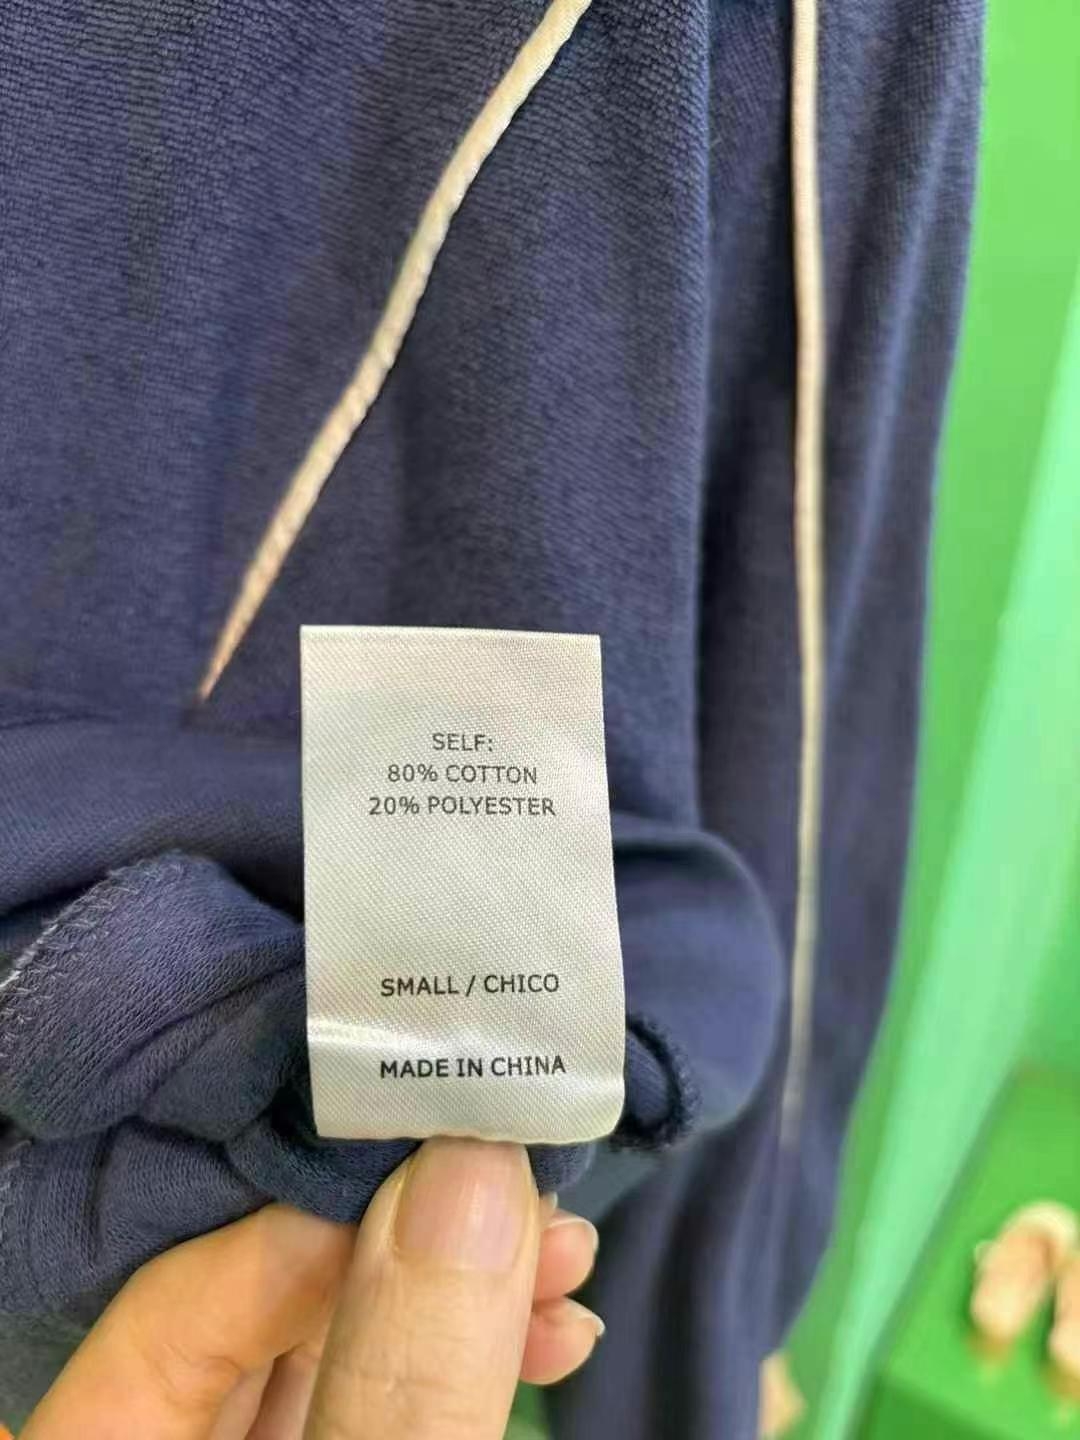 SELF:
80% COTTON
20% POLYESTER
SMALL / CHICO
MADE IN CHINA